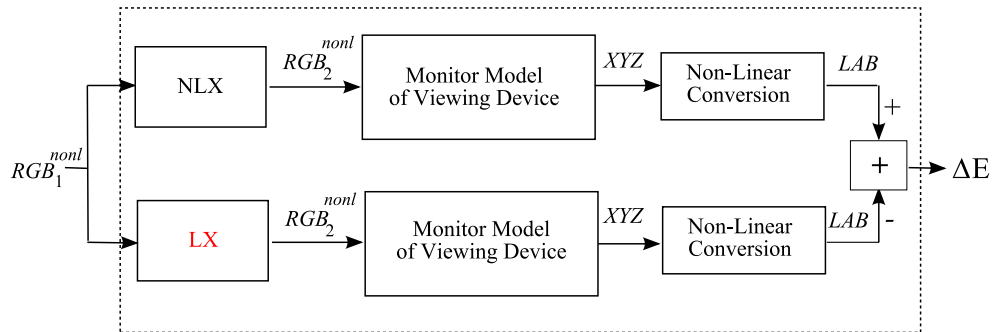 NLX
RGB₂ⁿᵒⁿˡ
Monitor Model
of Viewing Device
XYZ
Non-Linear
Conversion
LAB
+
RGB₁ⁿᵒⁿˡ
+
ΔE
LX
RGB₂ⁿᵒⁿˡ
Monitor Model
of Viewing Device
XYZ
Non-Linear
Conversion
LAB
-